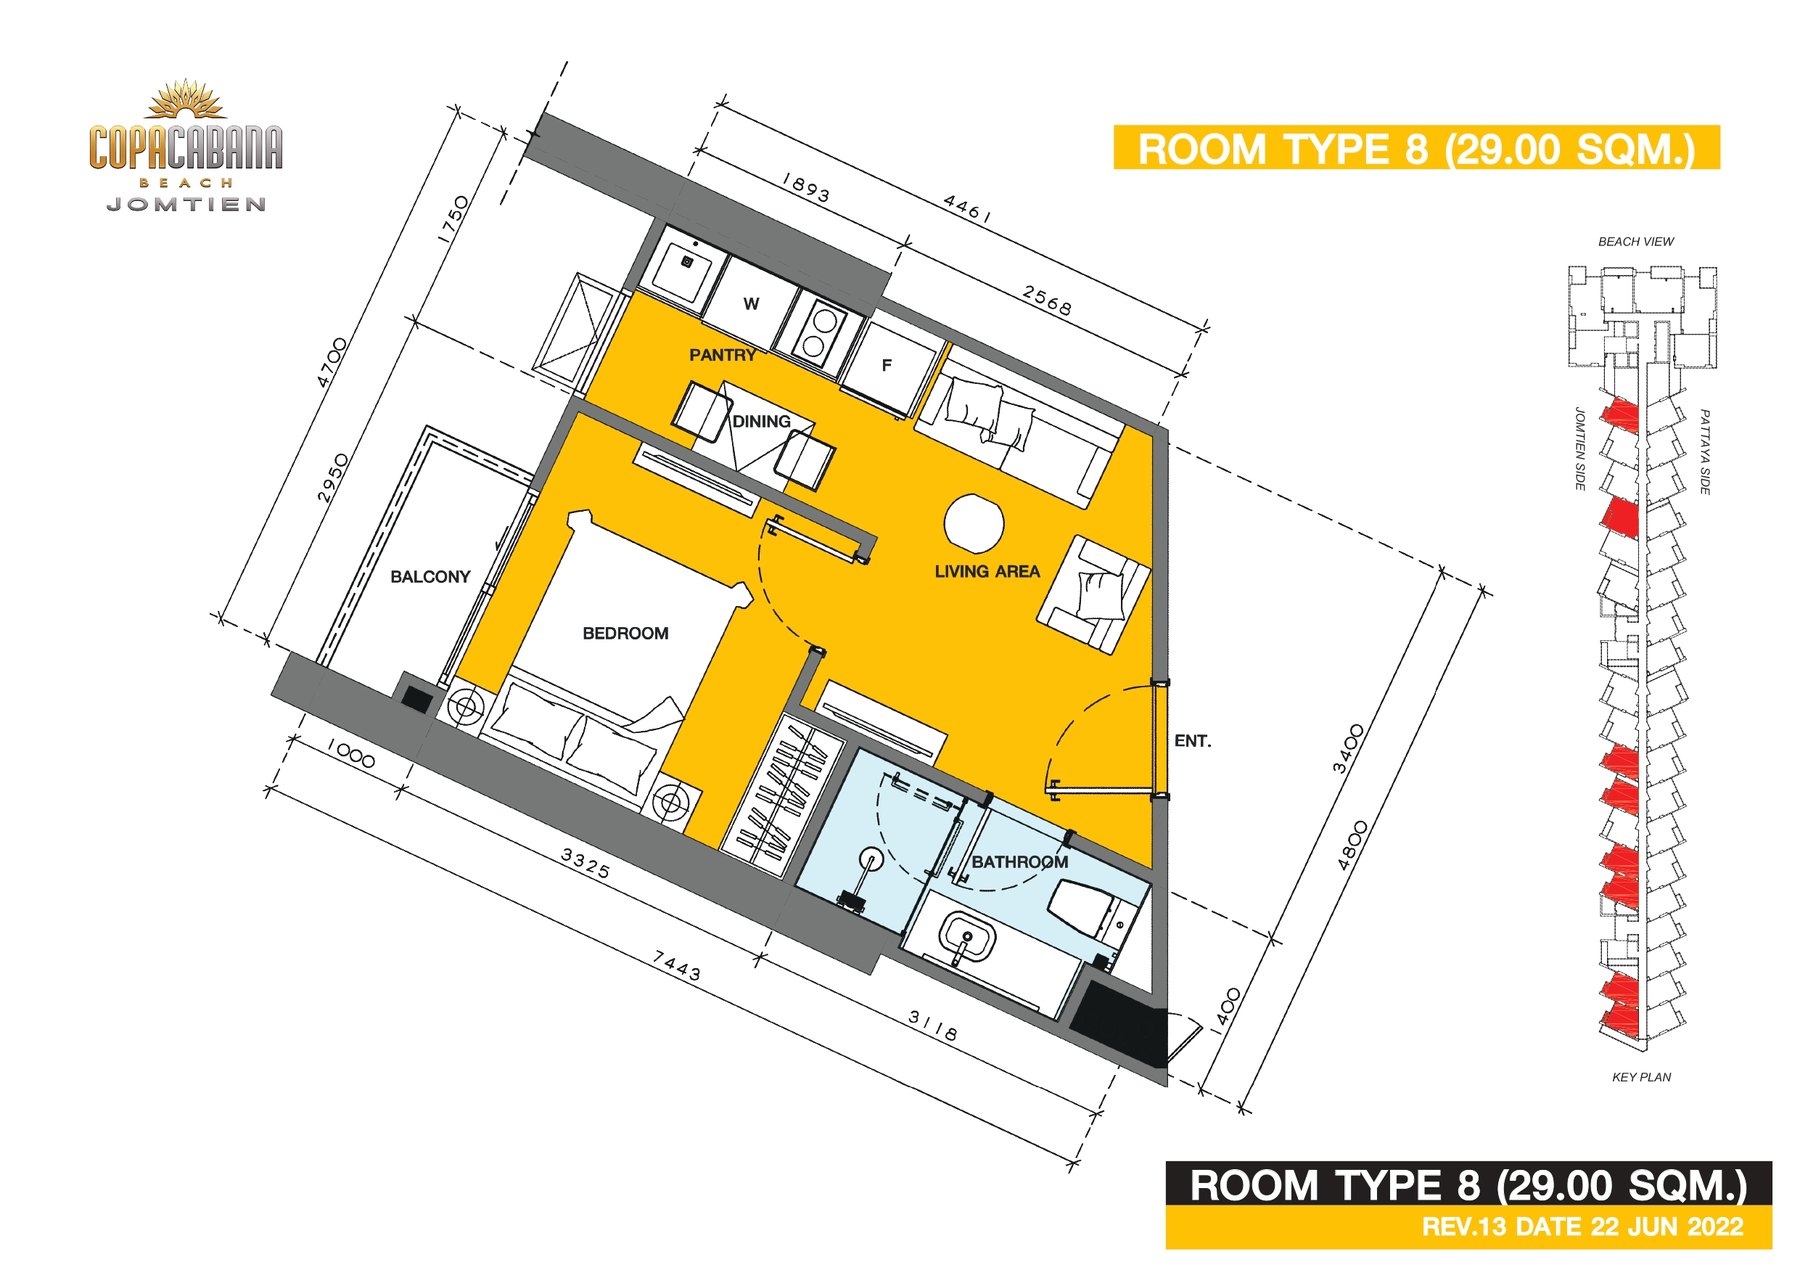 COPACABANA
BEACH
JOMTIEN
ROOM TYPE 8 (29.00 SQM.)
1893
4461
2568
1750
4700
2950
W
F
PANTRY
DINING
LIVING AREA
BALCONY
BEDROOM
ENT.
BATHROOM
1000
3325
7443
3118
3400
4800
400
BEACH VIEW
JOMTIEN SIDE
PATTAYA SIDE
KEY PLAN
ROOM TYPE 8 (29.00 SQM.)
REV.13 DATE 22 JUN 2022